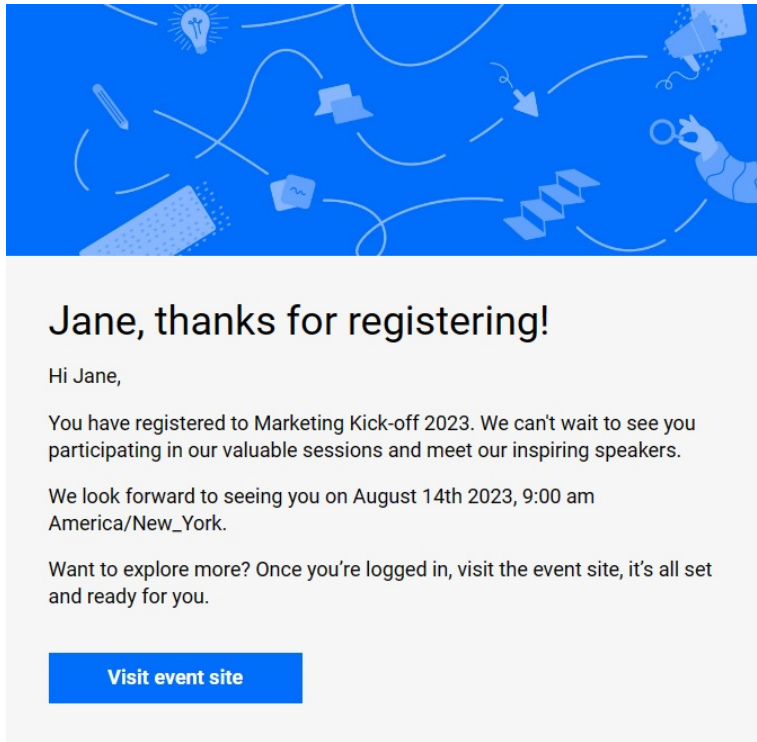 Jane, thanks for registering!
Hi Jane,
You have registered to Marketing Kick-off 2023. We can't wait to see you
participating in our valuable sessions and meet our inspiring speakers.
We look forward to seeing you on August 14th 2023, 9:00 am
America/New_York.
Want to explore more? Once you’re logged in, visit the event site, it’s all set
and ready for you.
Visit event site